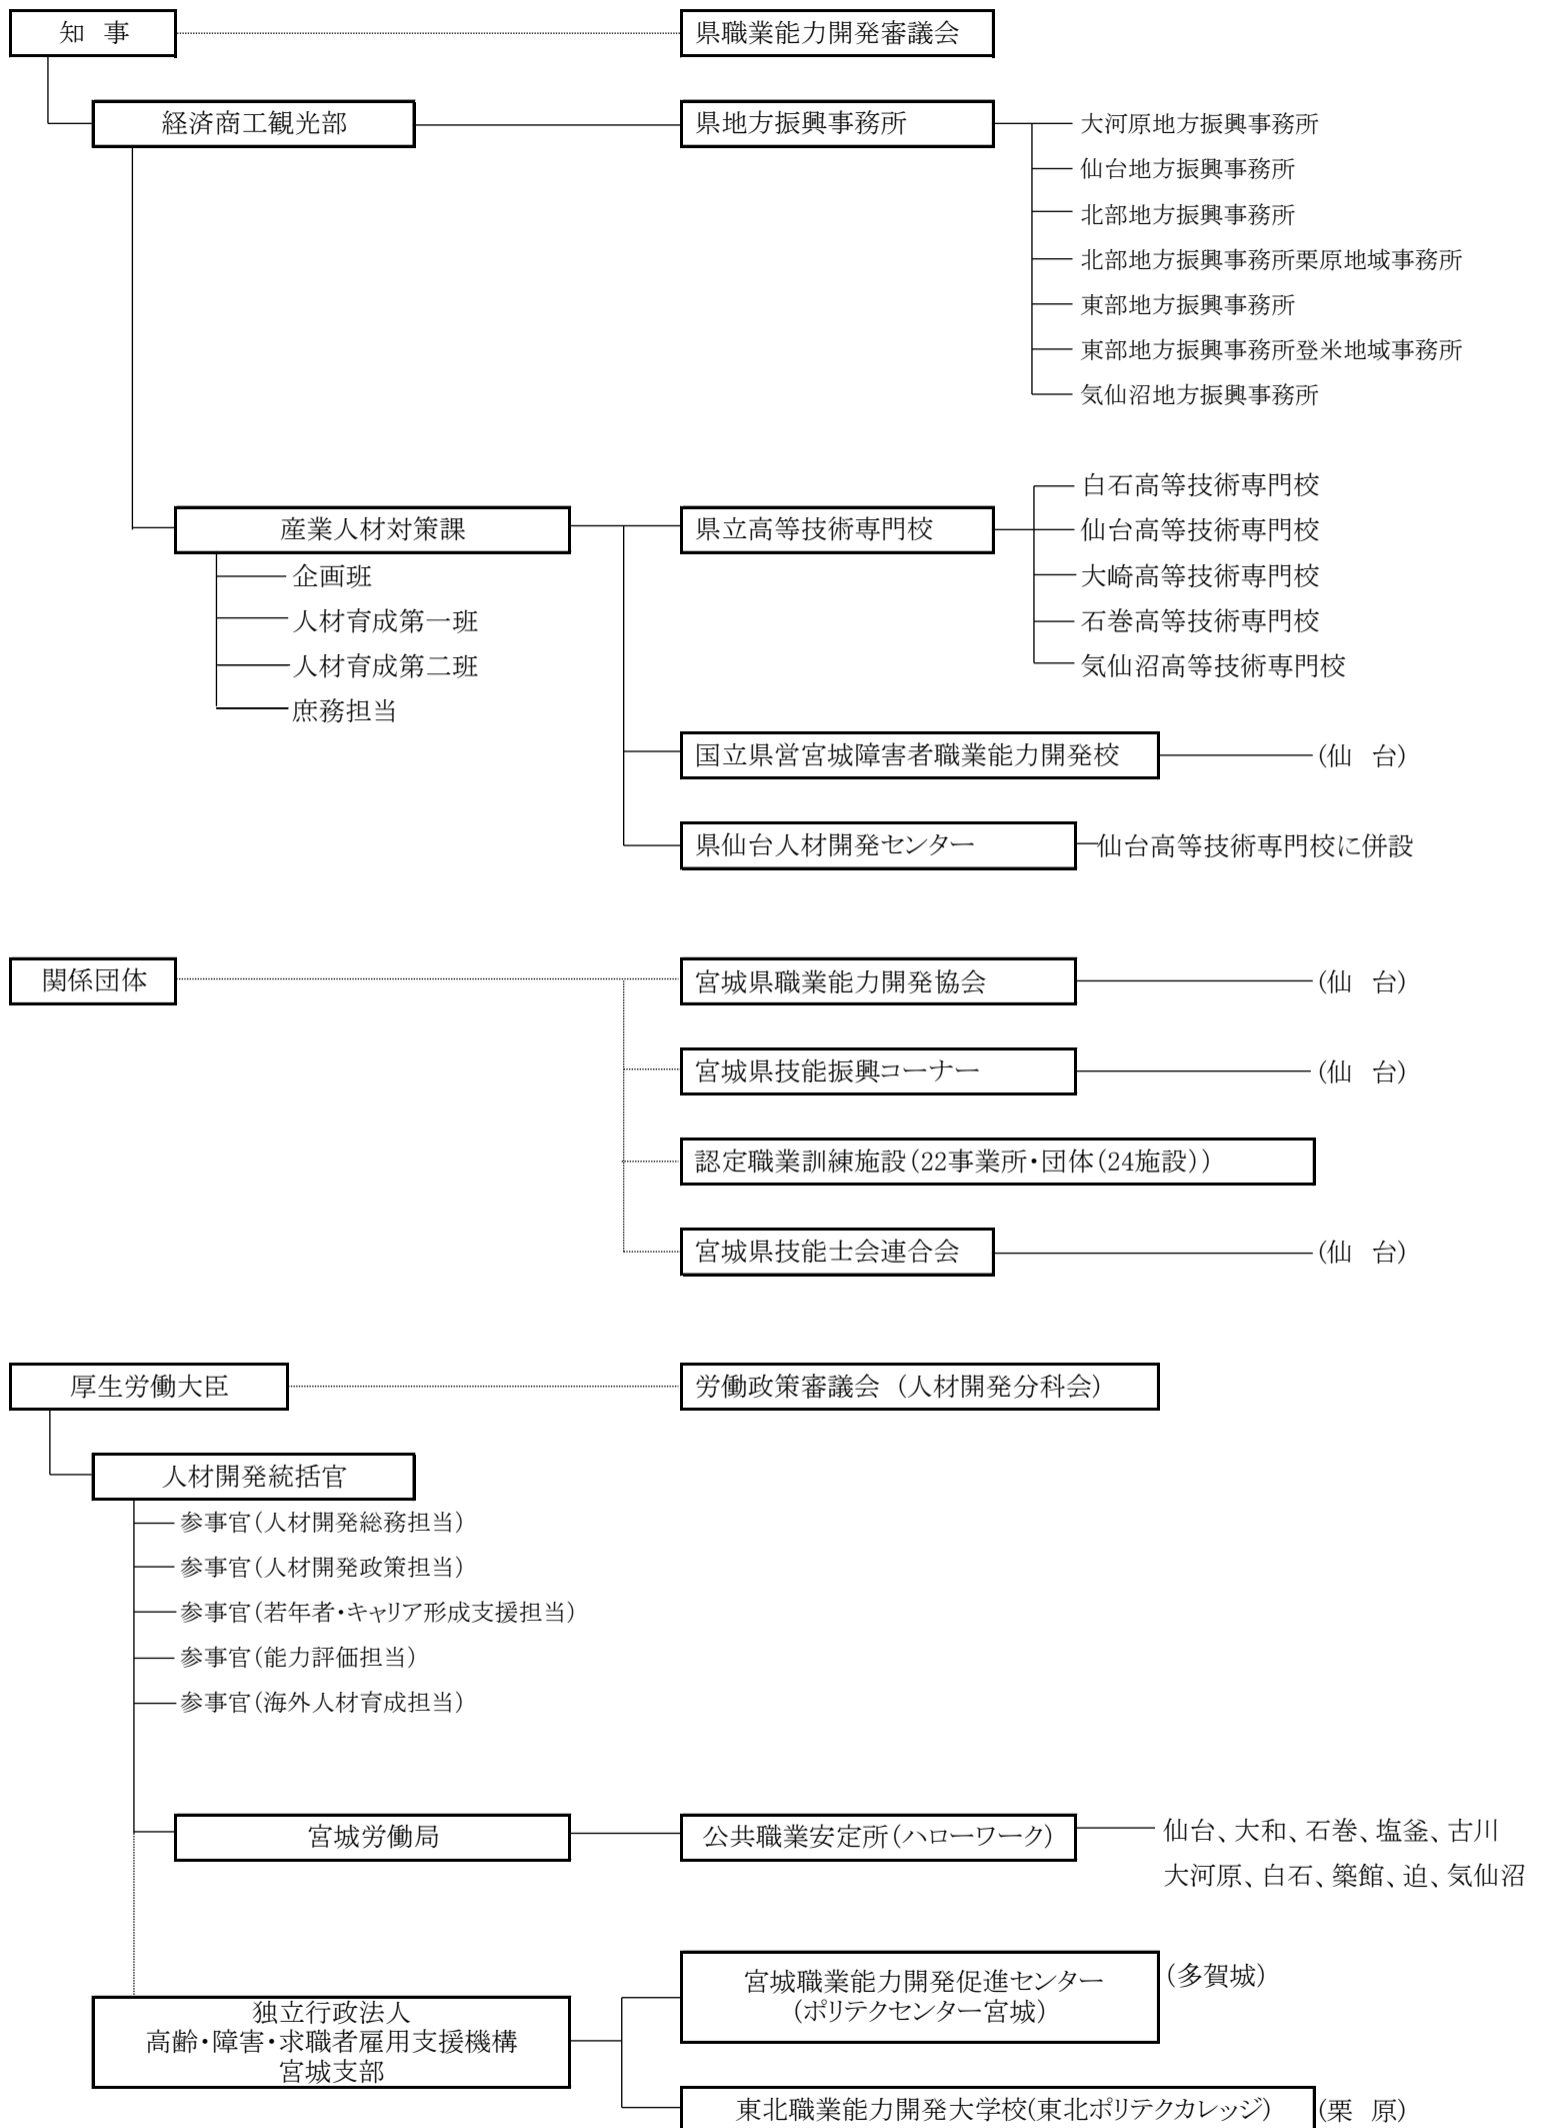 知 事
県職業能力開発審議会
経済商工観光部
県地方振興事務所
大河原地方振興事務所
仙台地方振興事務所
北部地方振興事務所
北部地方振興事務所栗原地域事務所
東部地方振興事務所
東部地方振興事務所登米地域事務所
気仙沼地方振興事務所
産業人材対策課
企画班
人材育成第一班
人材育成第二班
庶務担当
県立高等技術専門校
白石高等技術専門校
仙台高等技術専門校
大崎高等技術専門校
石巻高等技術専門校
気仙沼高等技術専門校
国立県営宮城障害者職業能力開発校
(仙 台)
県仙台人材開発センター
仙台高等技術専門校に併設
関係団体
宮城県職業能力開発協会
(仙 台)
宮城県技能振興コーナー
(仙 台)
認定職業訓練施設(22事業所・団体(24施設))
宮城県技能士会連合会
(仙 台)
厚生労働大臣
労働政策審議会 (人材開発分科会)
人材開発統括官
参事官(人材開発総務担当)
参事官(人材開発政策担当)
参事官(若年者・キャリア形成支援担当)
参事官(能力評価担当)
参事官(海外人材育成担当)
宮城労働局
公共職業安定所(ハローワーク)
仙台、大和、石巻、塩釜、古川
大河原、白石、築館、迫、気仙沼
独立行政法人
高齢・障害・求職者雇用支援機構
宮城支部
宮城職業能力開発促進センター
(ポリテクセンター宮城)
(多賀城)
東北職業能力開発大学校(東北ポリテクカレッジ)
(栗 原)